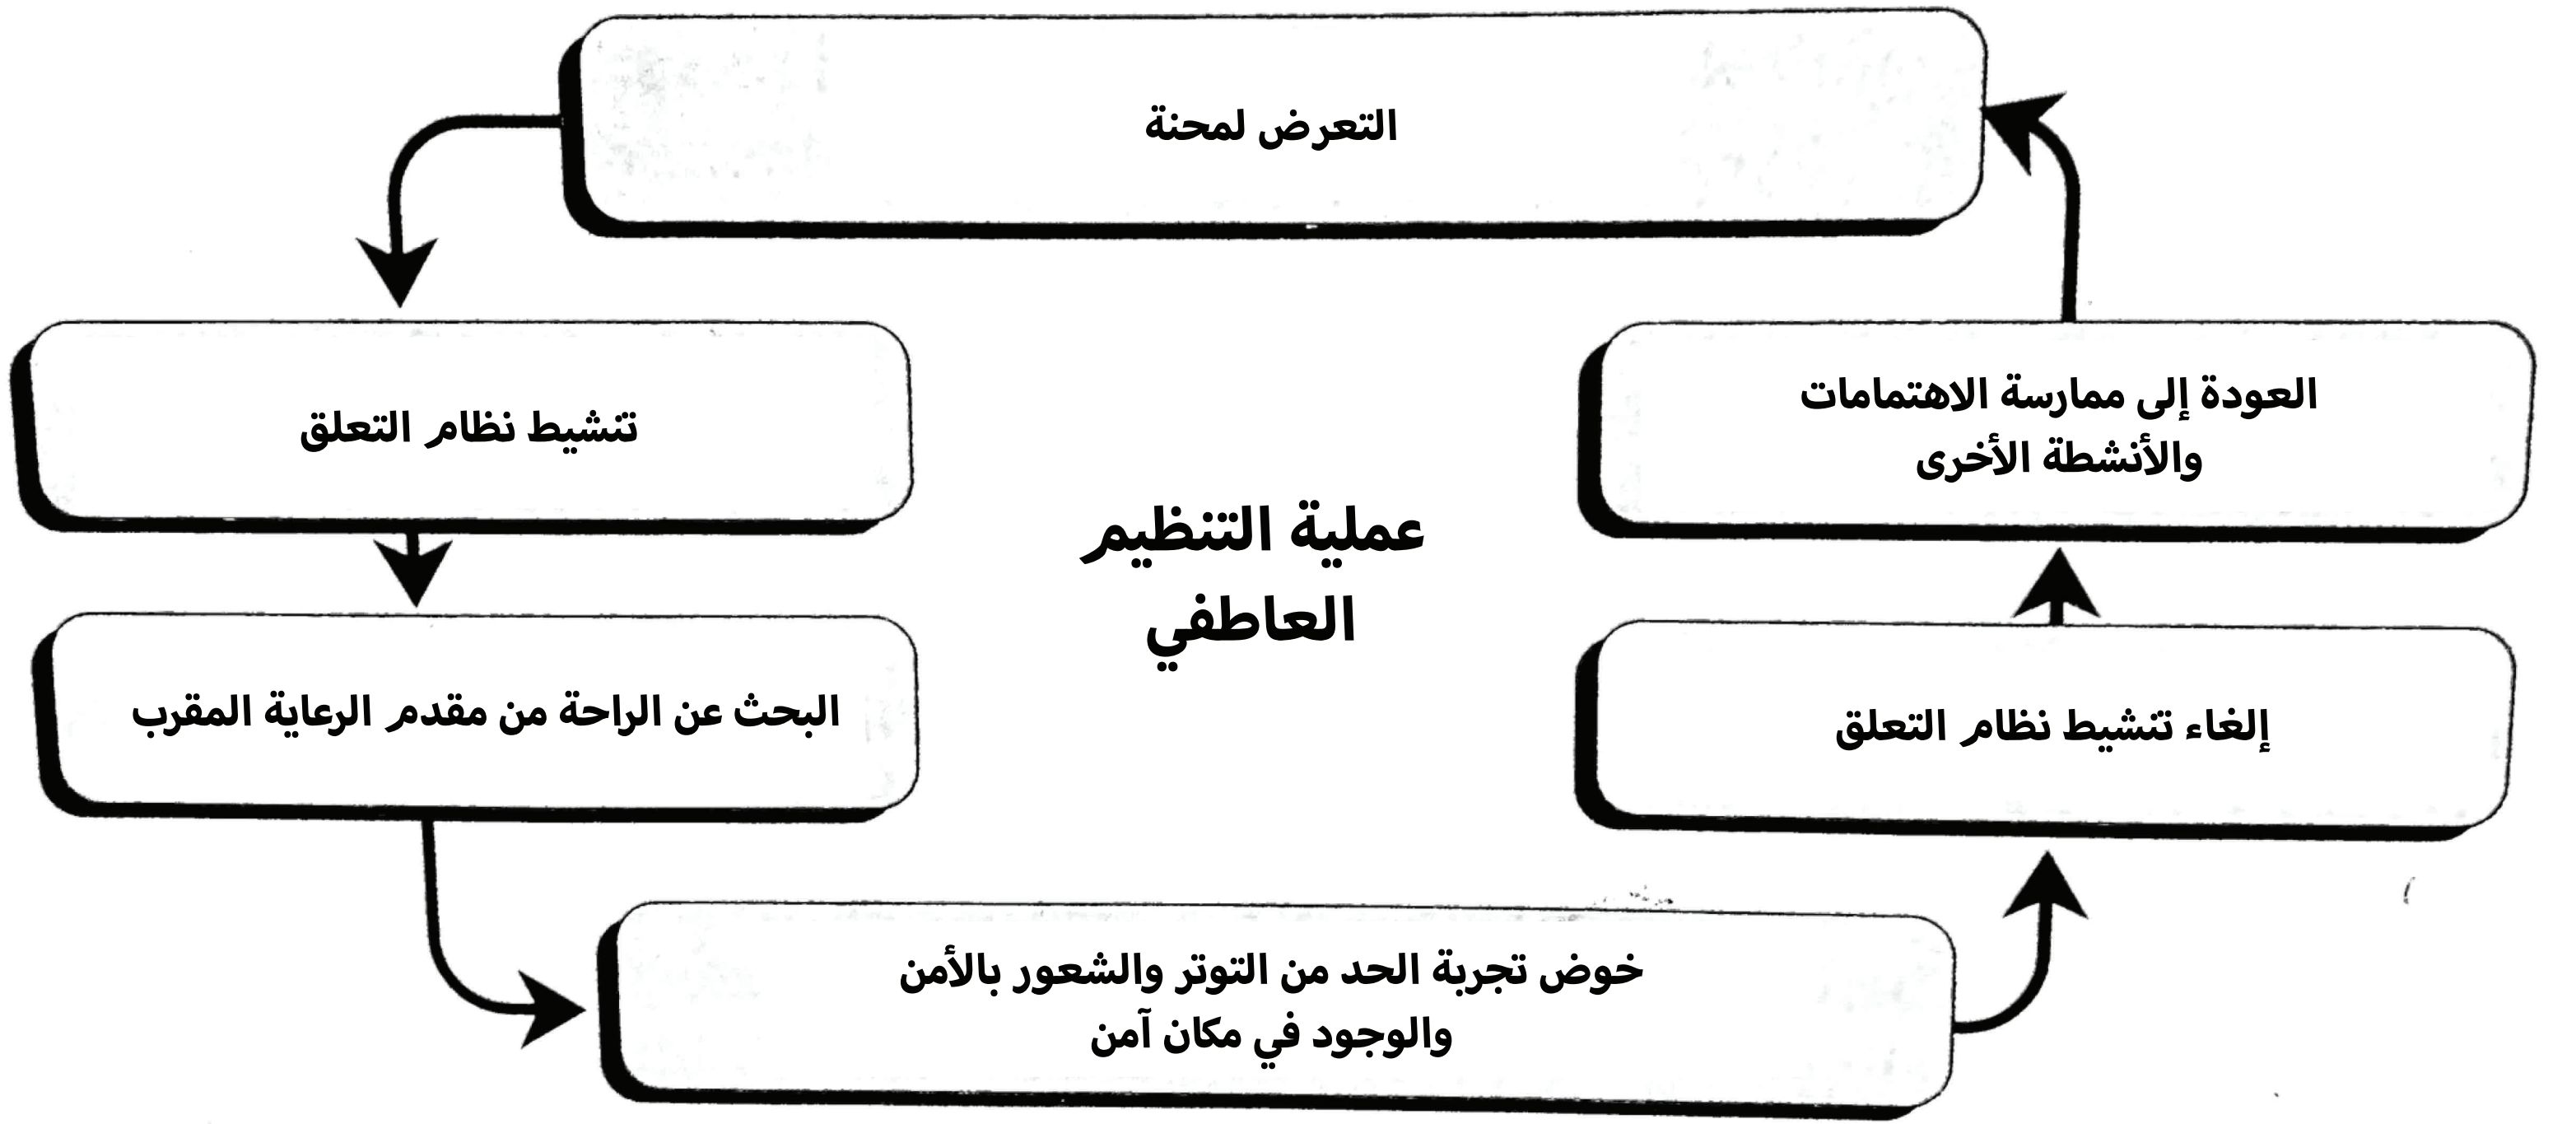 التعرض لمحنة
تنشيط نظام التعلق
البحث عن الراحة من مقدم الرعاية المقرب
خوض تجربة الحد من التوتر والشعور بالأمن
والوجود في مكان آمن
إلغاء تنشيط نظام التعلق
العودة إلى ممارسة الاهتمامات
والأنشطة الأخرى
عملية التنظيم
العاطفي